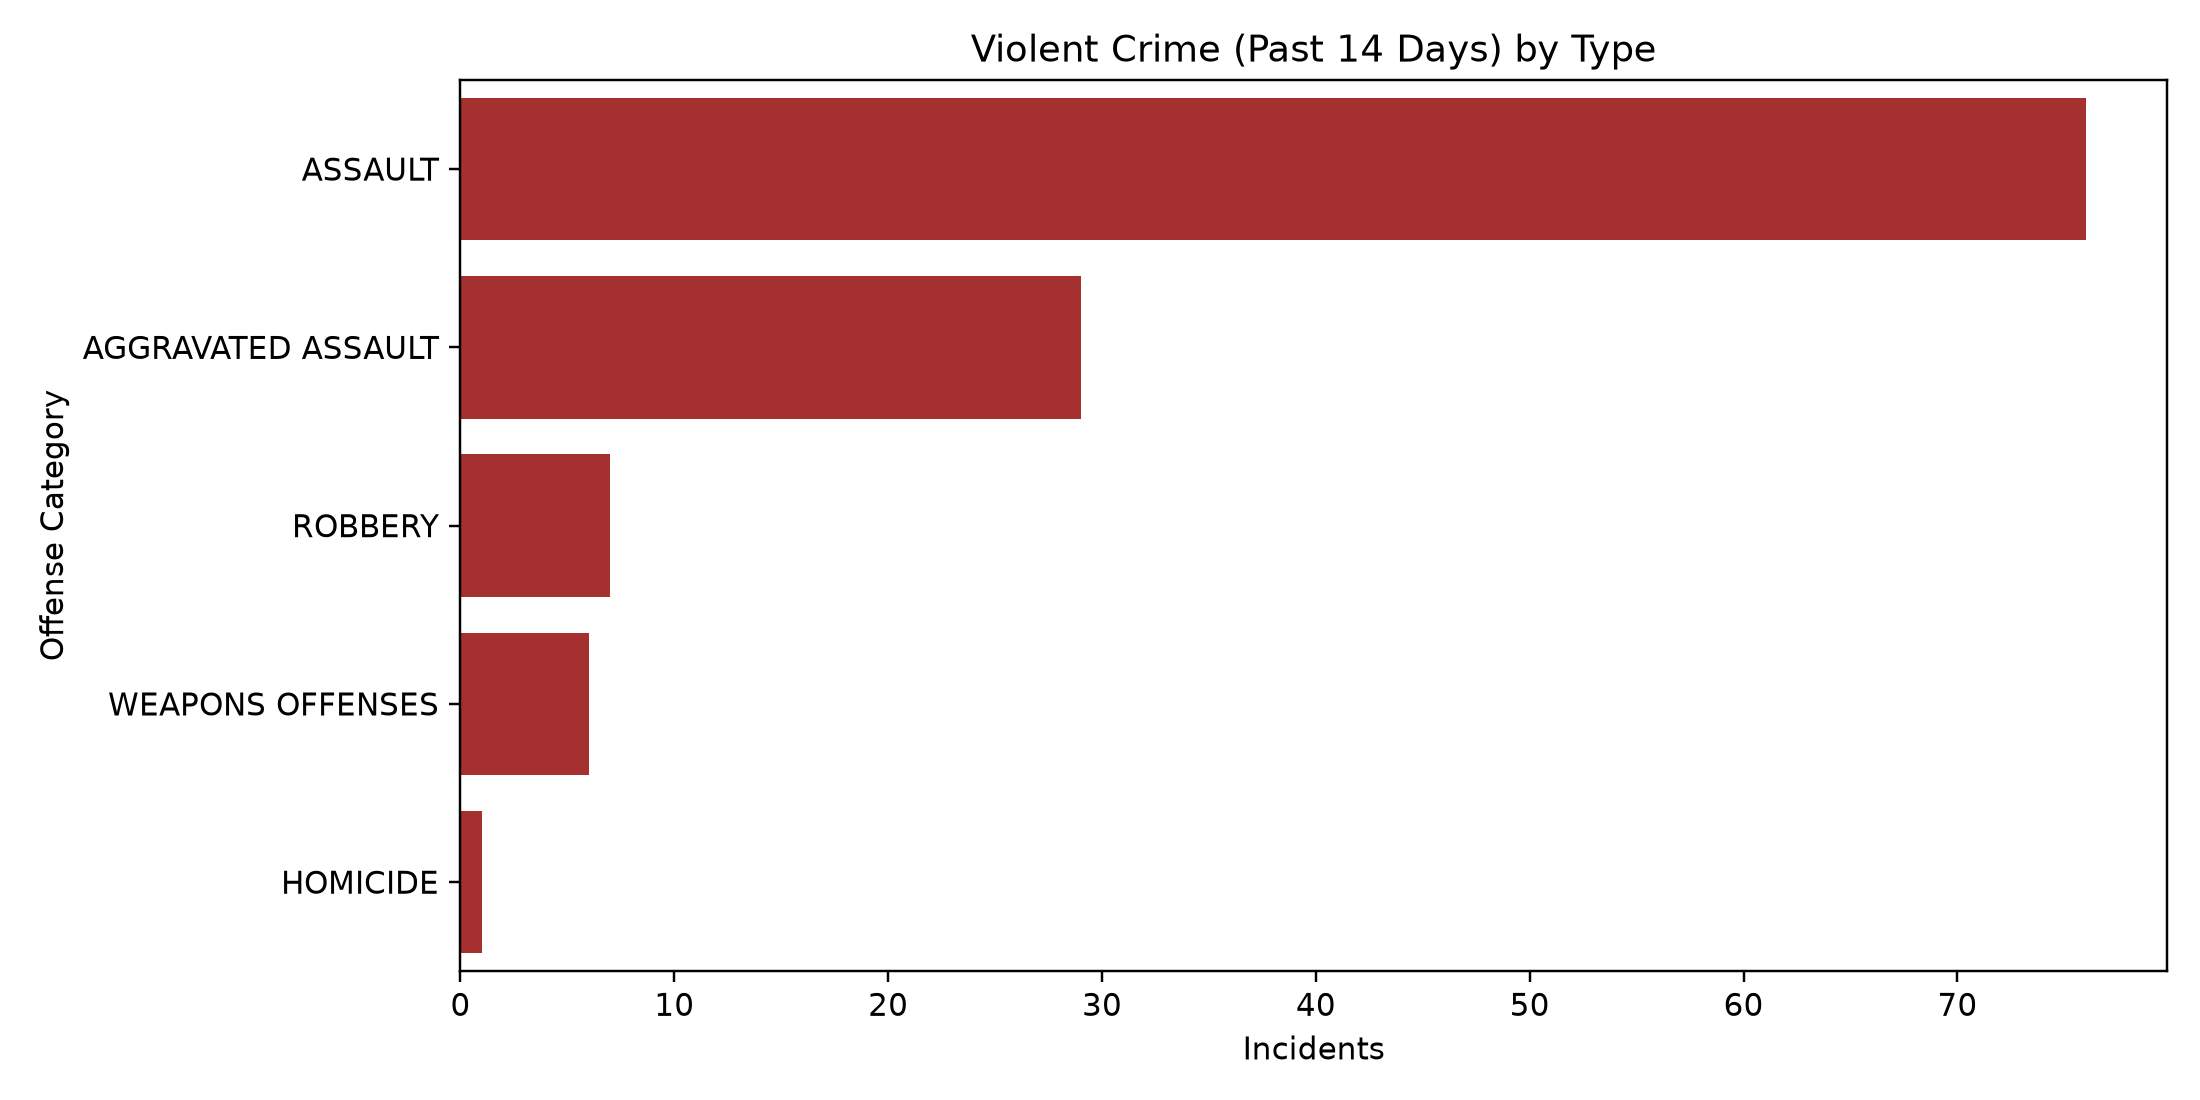 Violent Crime (Past 14 Days) by Type
Offense Category
ASSAULT
AGGRAVATED ASSAULT
ROBBERY
WEAPONS OFFENSES
HOMICIDE
0 10 20 30 40 50 60 70
Incidents